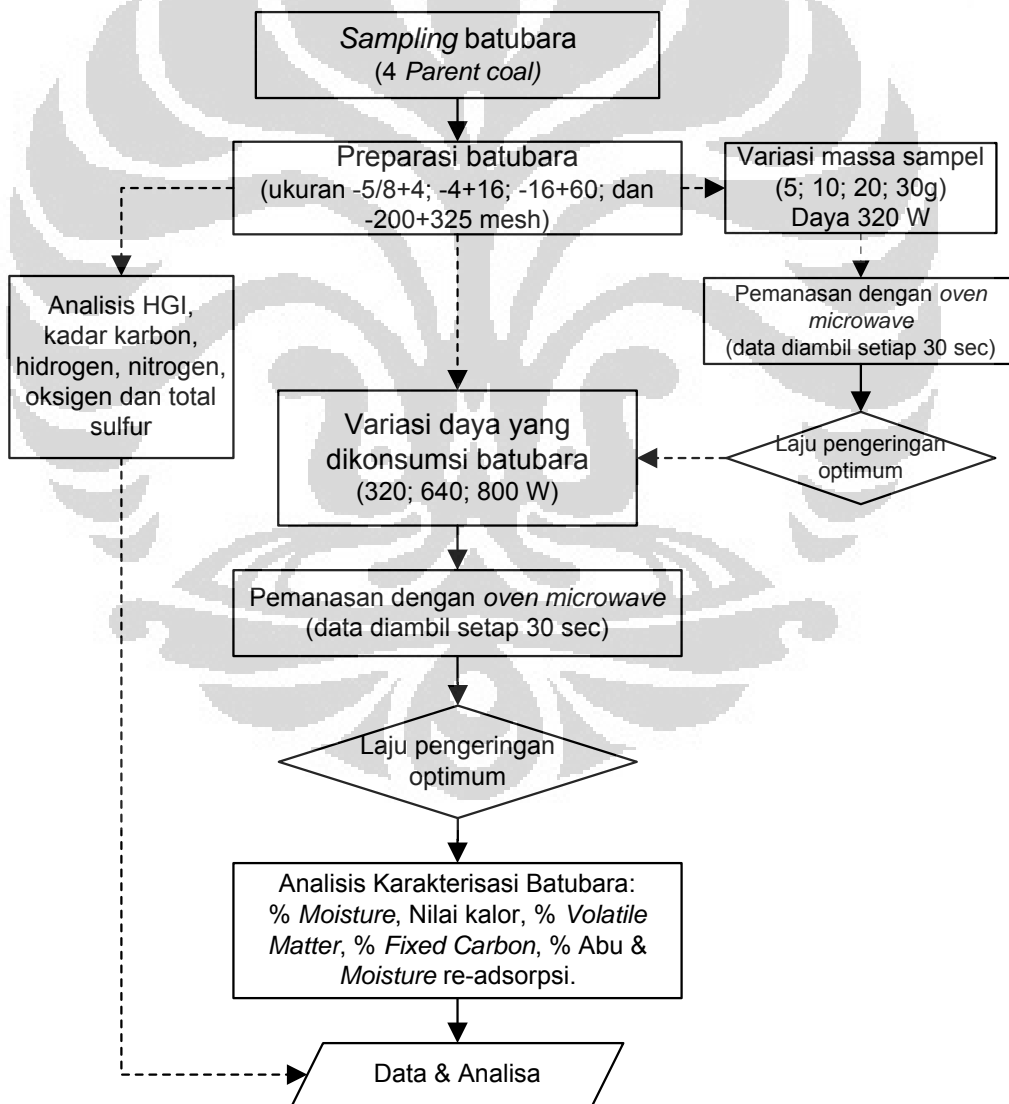 Sampling batubara
(4 Parent coal)
Preparasi batubara
(ukuran -5/8+4; -4+16; -16+60; dan
-200+325 mesh)
Variasi massa sampel
(5; 10; 20; 30g)
Daya 320 W
Analisis HGI,
kadar karbon,
hidrogen, nitrogen,
oksigen dan total
sulfur
Pemanasan dengan oven
microwave
(data diambil setiap 30 sec)
Variasi daya yang
dikonsumsi batubara
(320; 640; 800 W)
Laju pengeringan
optimum
Pemanasan dengan oven microwave
(data diambil setap 30 sec)
Laju pengeringan
optimum
Analisis Karakterisasi Batubara:
% Moisture, Nilai kalor, % Volatile
Matter, % Fixed Carbon, % Abu &
Moisture re-adsorpsi.
Data & Analisa